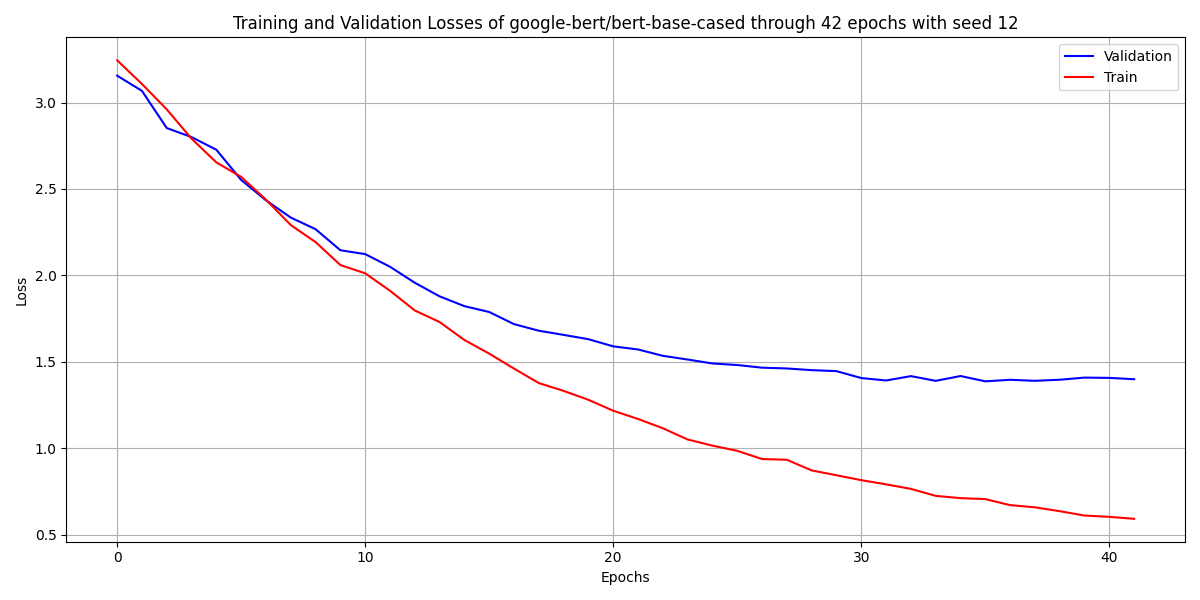 Training and Validation Losses of google-bert/bert-base-cased through 42 epochs with seed 12
Validation
Train
Loss
3.0
2.5
2.0
1.5
1.0
0.5
0 10 20 30 40
Epochs